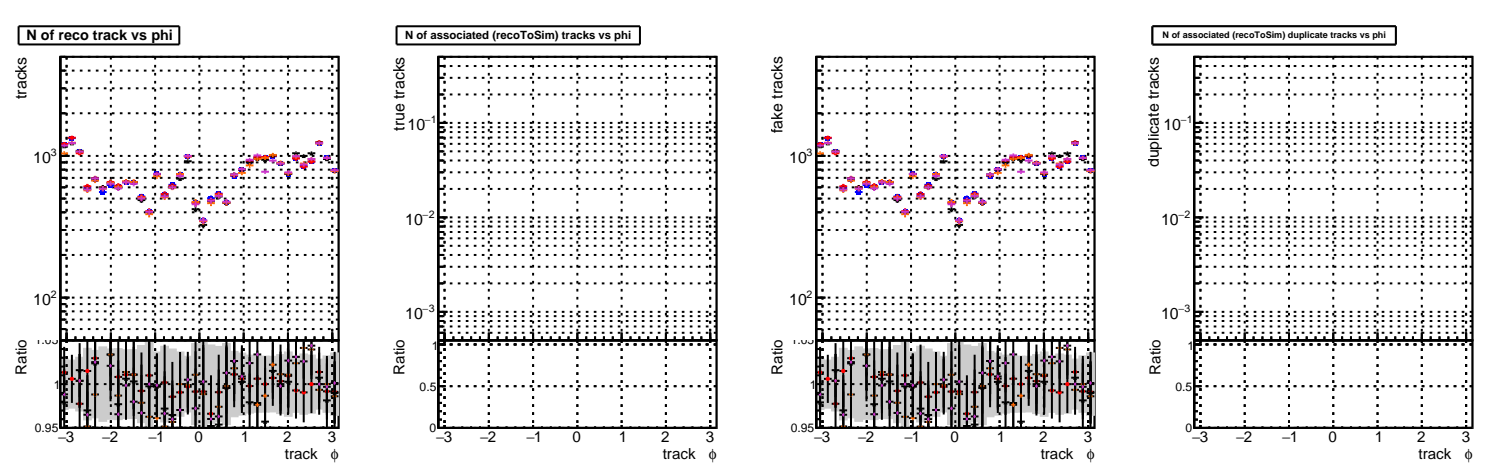 N of reco track vs phi
tracks
10³
10²
Ratio
1.05
1
0.95
−3 −2 −1 0 1 2 3
track φ
N of associated (recoToSim) tracks vs phi
true tracks
10⁻¹
10⁻²
10⁻³
Ratio
1
0.5
0
−3 −2 −1 0 1 2 3
track φ
fake tracks
10³
10²
Ratio
1.05
1
0.95
−3 −2 −1 0 1 2 3
track φ
N of associated (recoToSim) duplicate tracks vs phi
duplicate tracks
10⁻¹
10⁻²
10⁻³
Ratio
1
0.5
0
−3 −2 −1 0 1 2 3
track φ